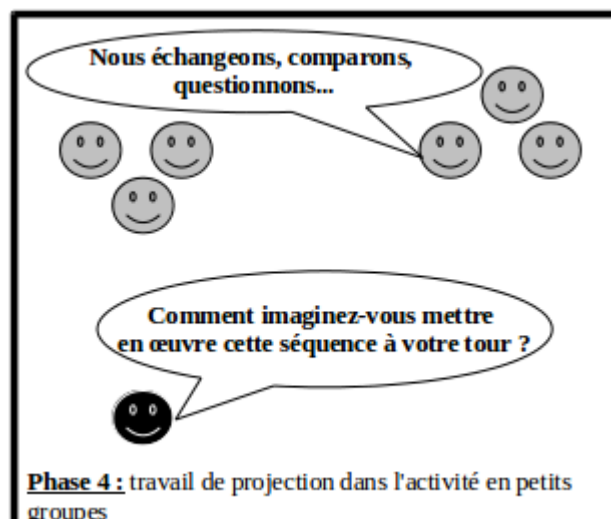 Nous échangeons, comparons,
questionnons...
Comment imaginez-vous mettre
en œuvre cette séquence à votre tour ?
Phase 4 : travail de projection dans l'activité en petits
groupes